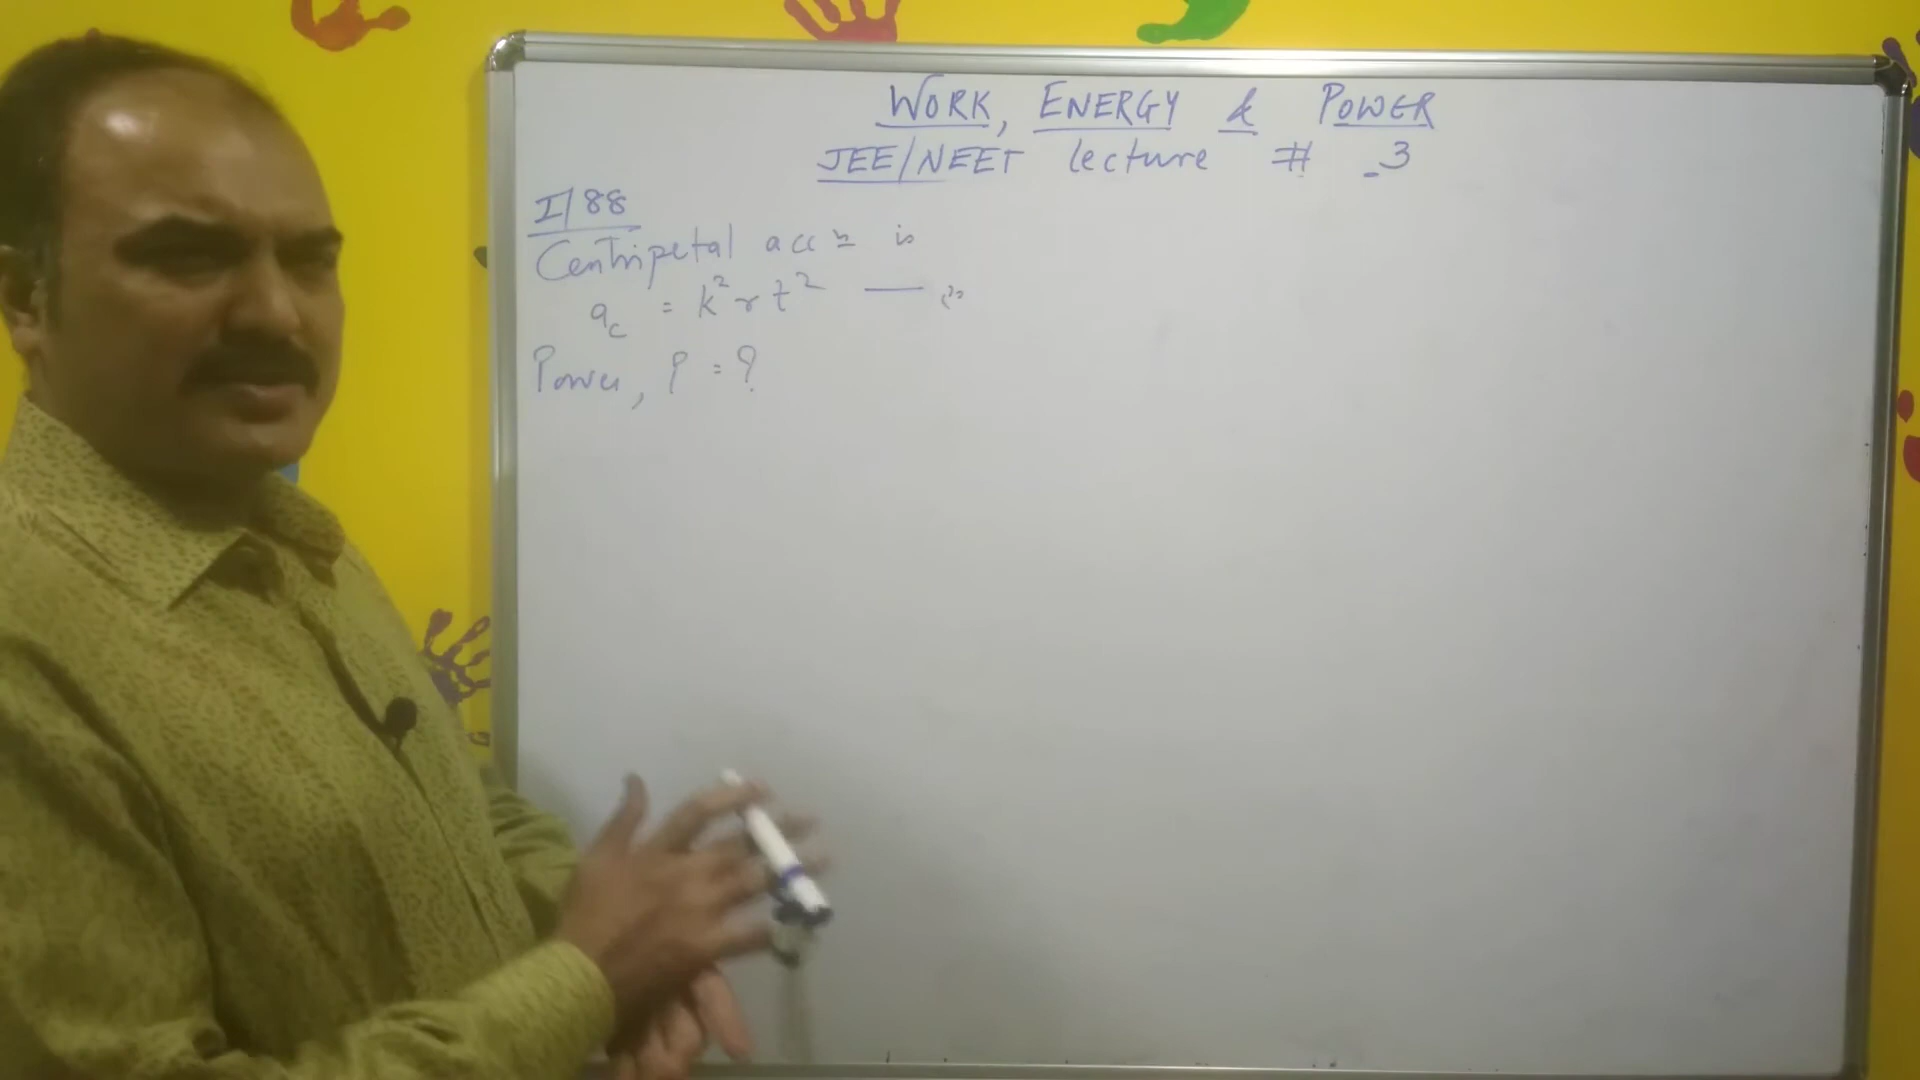 WORK, ENERGY & POWER
JEE/NEET lecture # 3
I/88
Centripetal accn is
ac = k²rt² — (i)
Power, P = ?